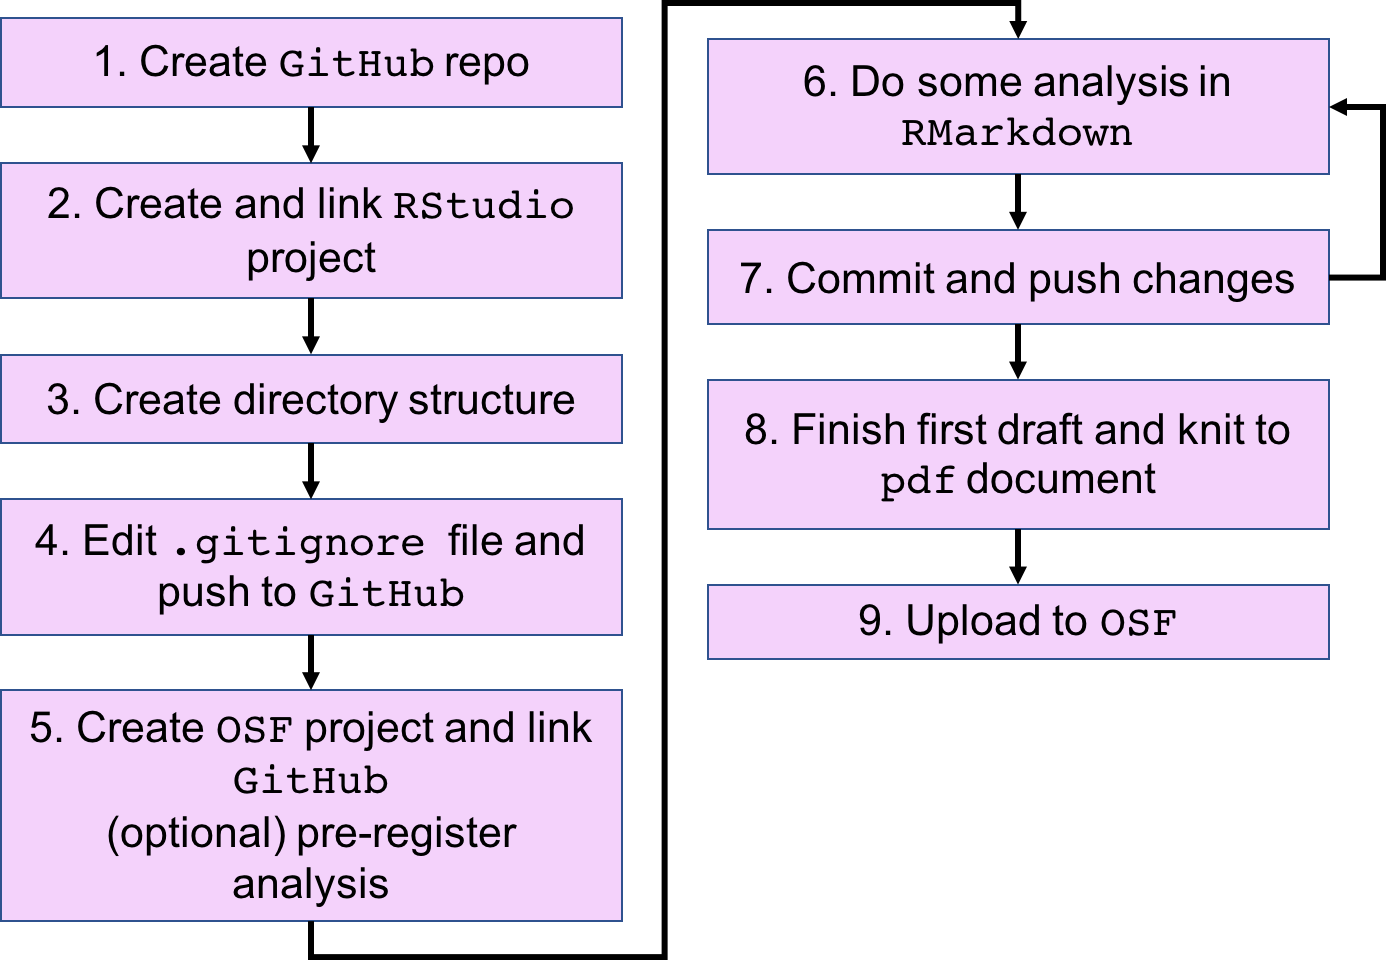 1. Create GitHub repo
2. Create and link RStudio
project
3. Create directory structure
4. Edit .gitignore file and
push to GitHub
5. Create OSF project and link
GitHub
(optional) pre-register
analysis
6. Do some analysis in
RMarkdown
7. Commit and push changes
8. Finish first draft and knit to
pdf document
9. Upload to OSF